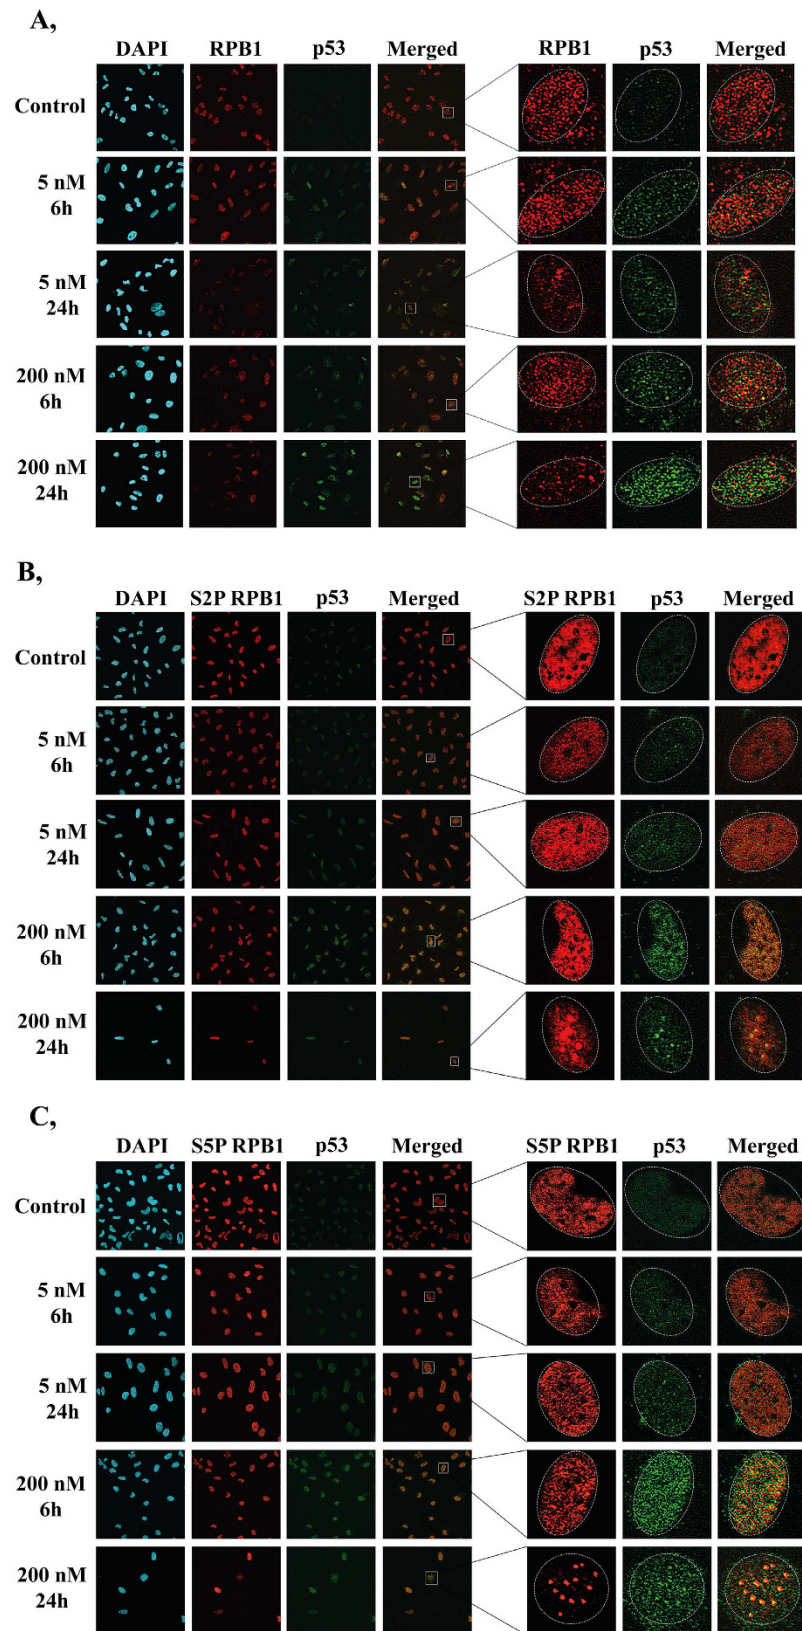 A,
DAPI RPB1 p53 Merged RPB1 p53 Merged
Control
5 nM
6h
5 nM
24h
200 nM
6h
200 nM
24h
B,
DAPI S2P RPB1 p53 Merged S2P RPB1 p53 Merged
Control
5 nM
6h
5 nM
24h
200 nM
6h
200 nM
24h
C,
DAPI S5P RPB1 p53 Merged S5P RPB1 p53 Merged
Control
5 nM
6h
5 nM
24h
200 nM
6h
200 nM
24h